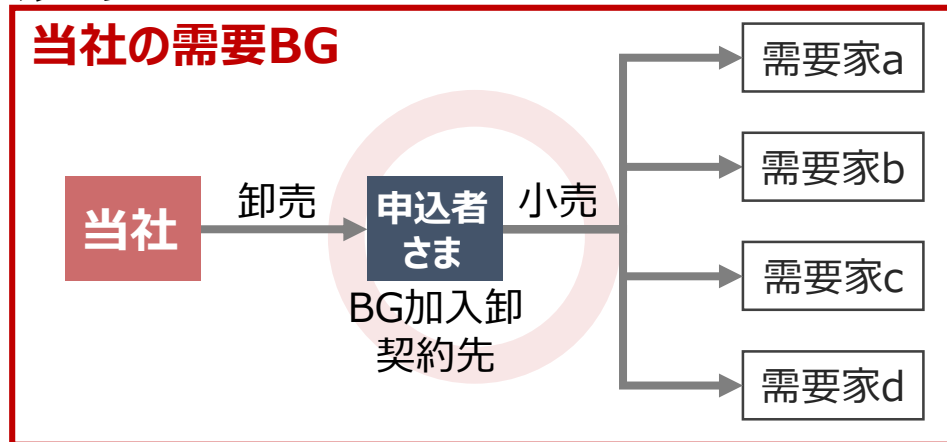 当社の需要BG
当社
卸売
申込者
さま
小売
BG加入卸
契約先
需要家a
需要家b
需要家c
需要家d